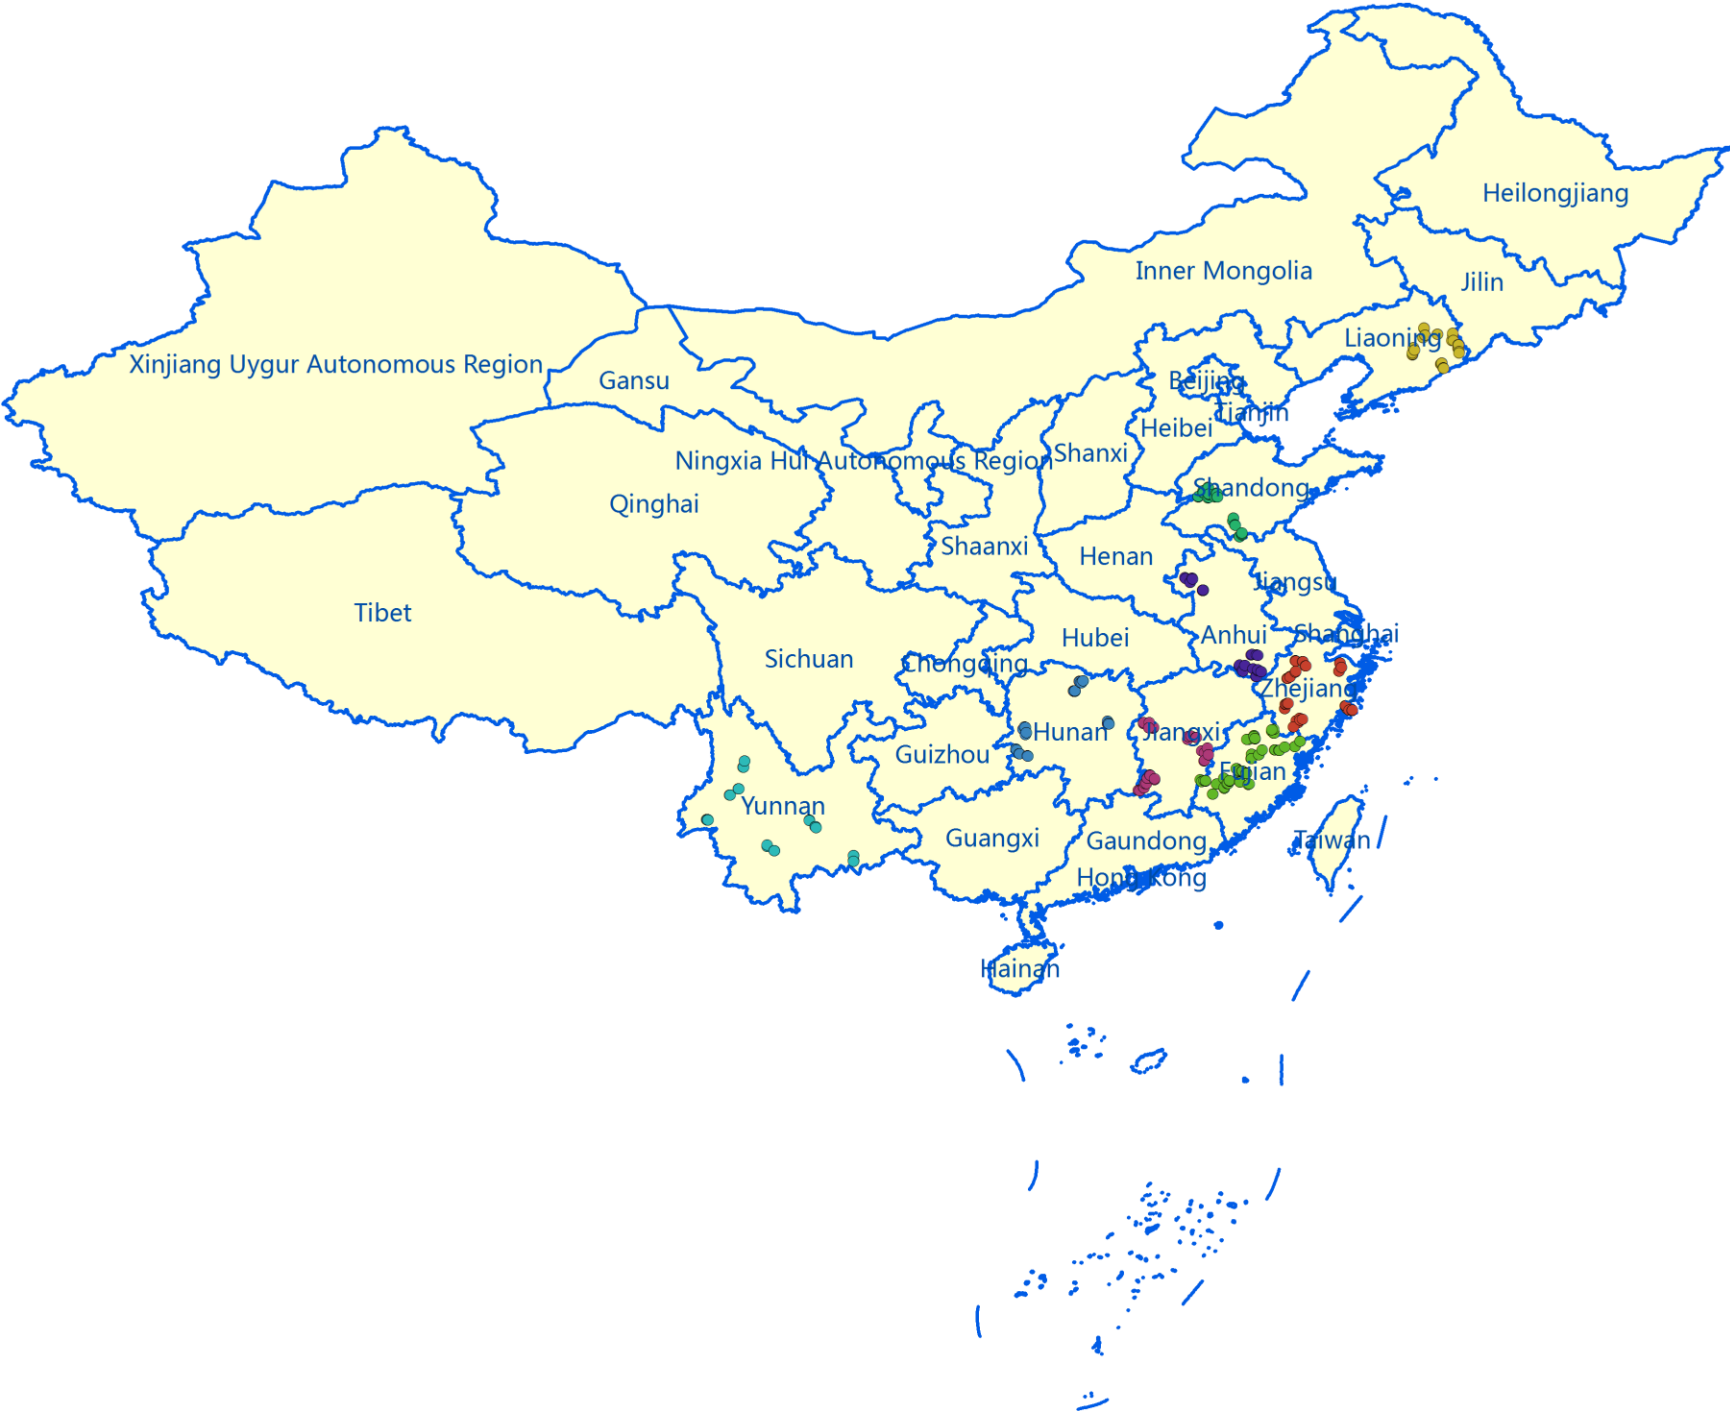 Heilongjiang
Inner Mongolia
Jilin
Liaoning
Xinjiang Uygur Autonomous Region
Gansu
Beijing
Tianjin
Heibei
Shanxi
Ningxia Hui Autonomous Region
Shandong
Qinghai
Shaanxi
Henan
Jiangsu
Tibet
Hubei
Anhui
Shanghai
Sichuan
Chongqing
Zhejiang
Hunan
Jiangxi
Guizhou
Fujian
Yunnan
Guangxi
Gaundong
Taiwan
Hong Kong
Hainan